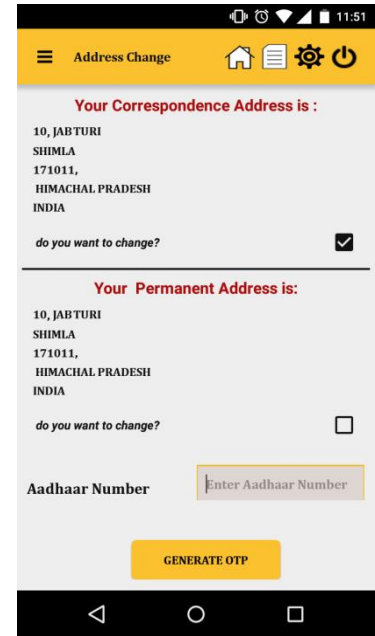 11:51
Address Change
Your Correspondence Address is :
10, JABTURI
SHIMLA
171011,
HIMACHAL PRADESH
INDIA
do you want to change?
Your Permanent Address is:
10, JABTURI
SHIMLA
171011,
HIMACHAL PRADESH
INDIA
do you want to change?
Aadhaar Number Enter Aadhaar Number
GENERATE OTP